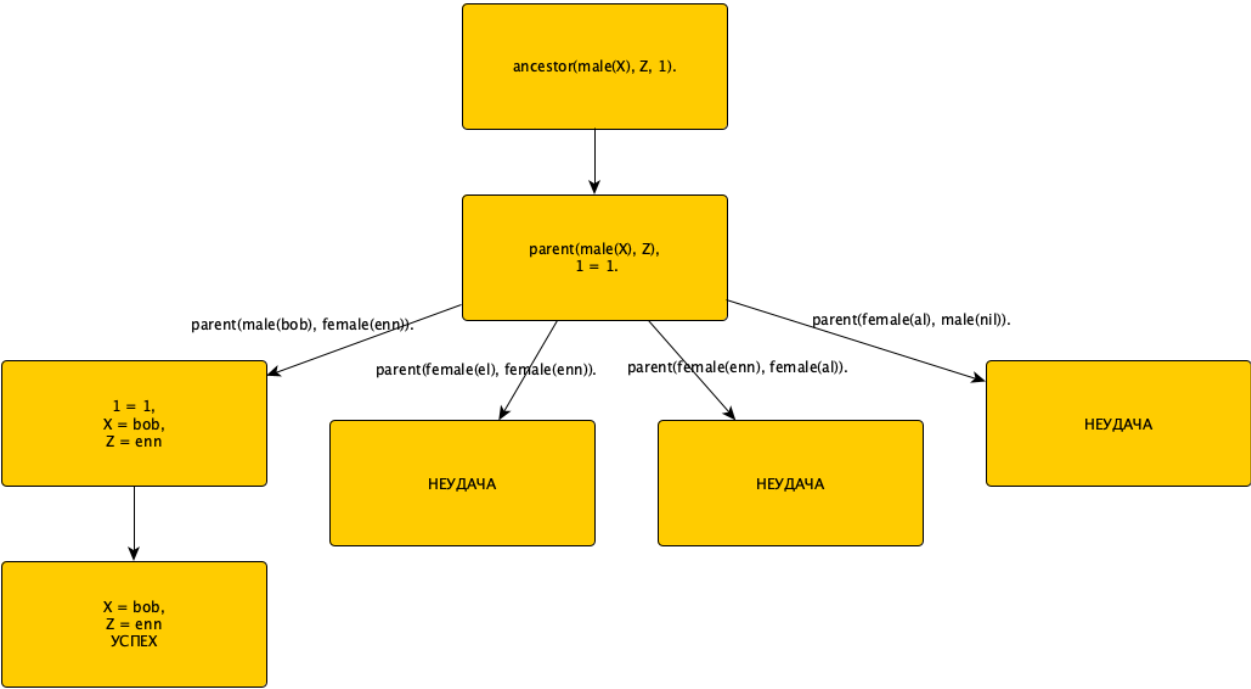 ancestor(male(X), Z, 1).
parent(male(X), Z),
1 = 1.
parent(male(bob), female(enn)).
parent(female(el), female(enn)).
parent(female(enn), female(al)).
parent(female(al), male(nil)).
1 = 1,
X = bob,
Z = enn
НЕУДАЧА
НЕУДАЧА
НЕУДАЧА
X = bob,
Z = enn
УСПЕХ